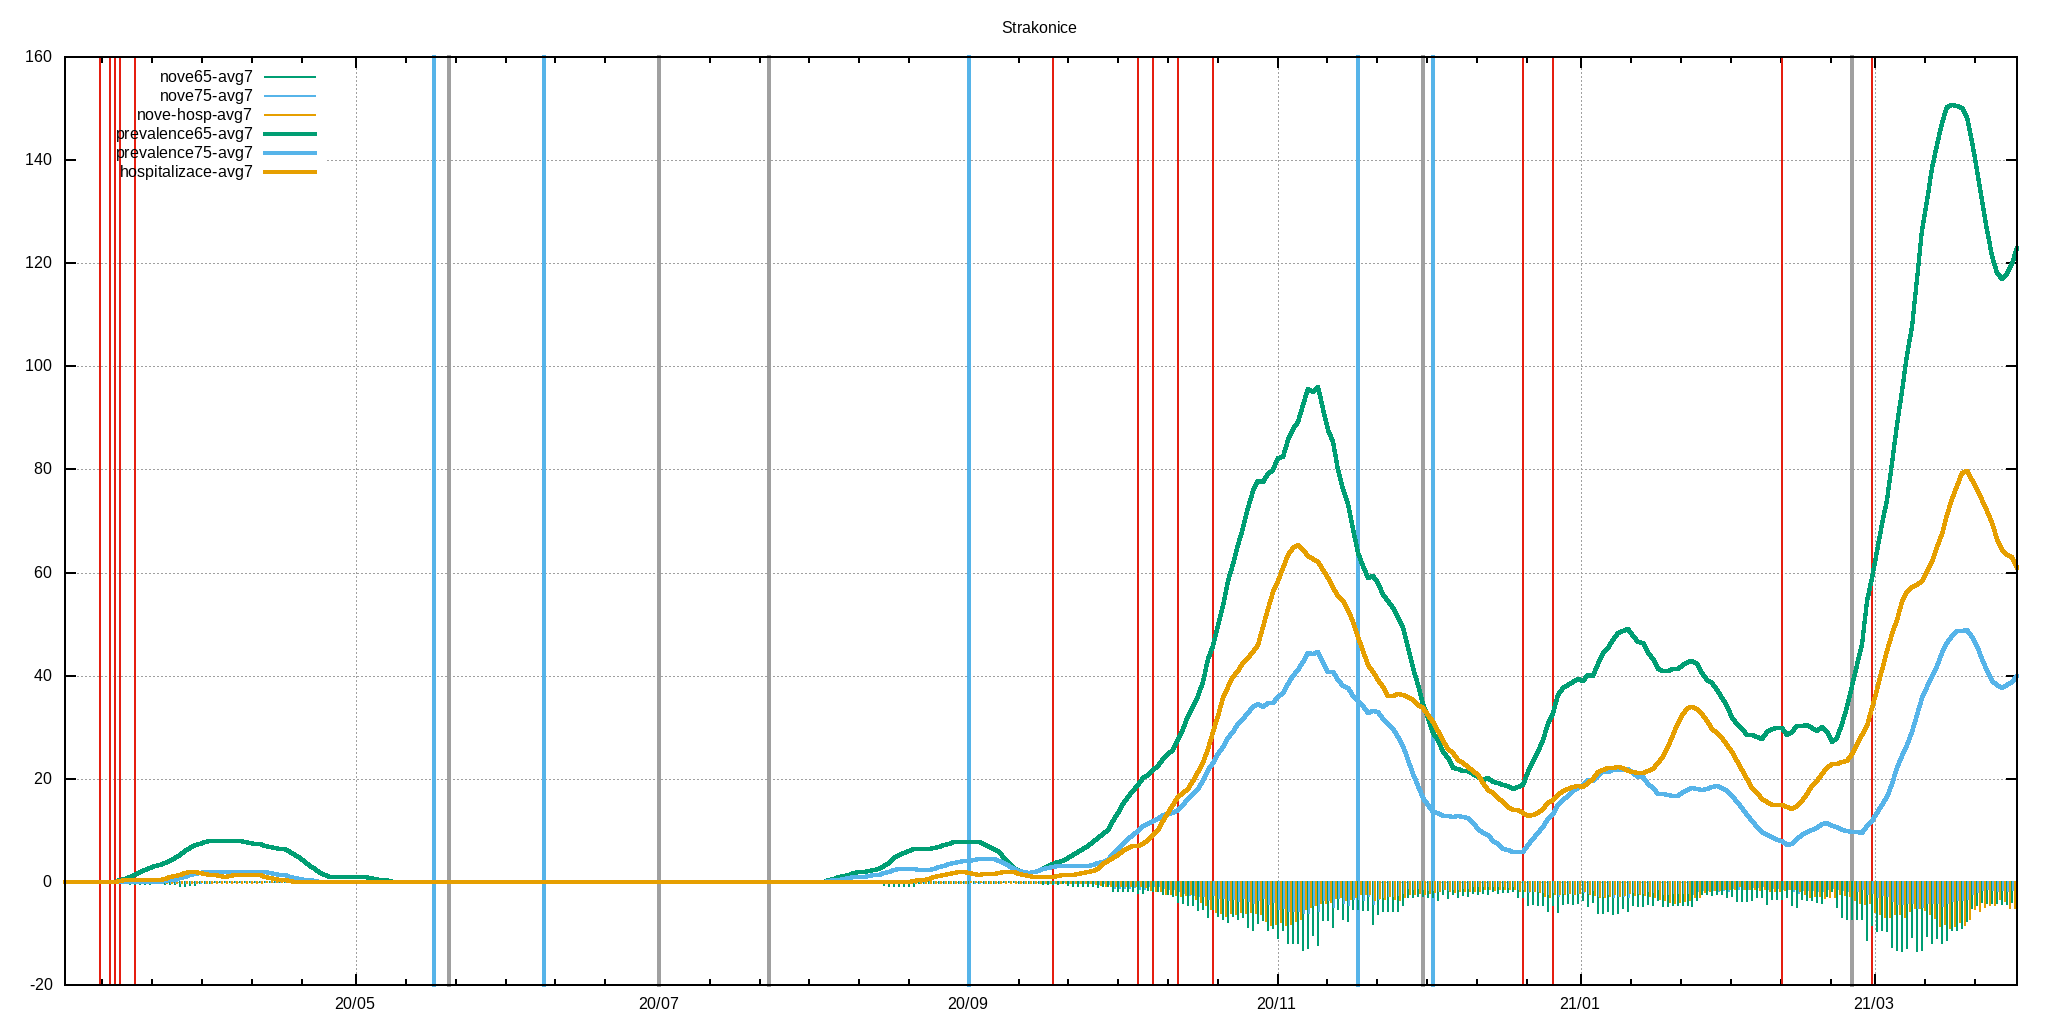 Strakonice
160
140
120
100
80
60
40
20
0
-20
nove65-avg7
nove75-avg7
nove-hosp-avg7
prevalence65-avg7
prevalence75-avg7
hospitalizace-avg7
20/05
20/07
20/09
20/11
21/01
21/03